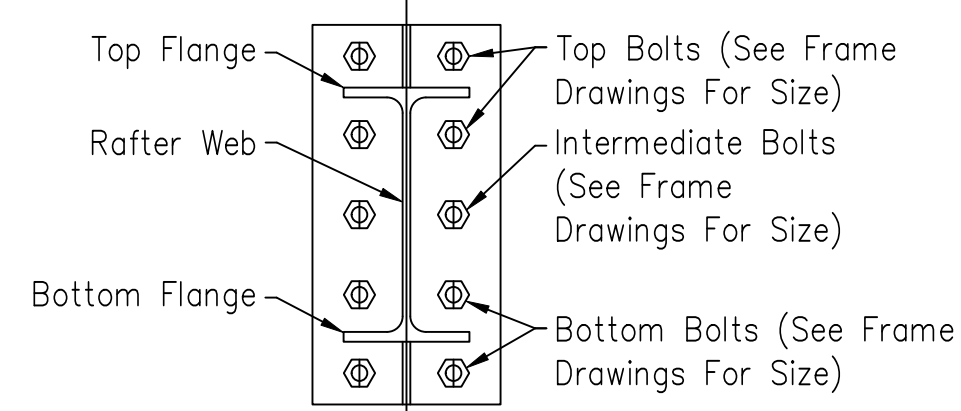 Top Flange
Rafter Web
Bottom Flange
Top Bolts (See Frame
Drawings For Size)
Intermediate Bolts
(See Frame
Drawings For Size)
Bottom Bolts (See Frame
Drawings For Size)